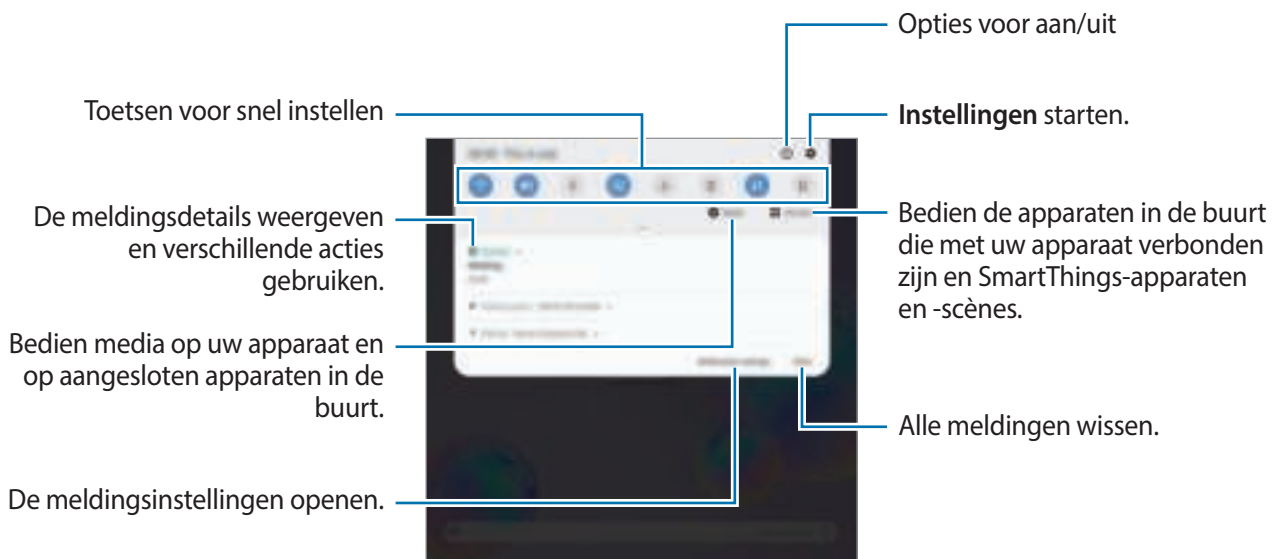 Opties voor aan/uit
Toetsen voor snel instellen
Instellingen starten.
De meldingsdetails weergeven
en verschillende acties
gebruiken.
Bedien de apparaten in de buurt
die met uw apparaat verbonden
zijn en SmartThings-apparaten
en -scènes.
Bedien media op uw apparaat en
op aangesloten apparaten in de
buurt.
Alle meldingen wissen.
De meldingsinstellingen openen.